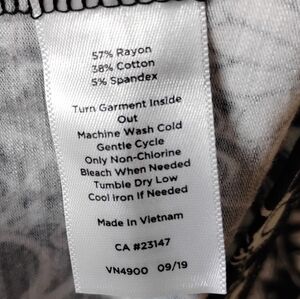 57% Rayon
38% Cotton
5% Spandex
Turn Garment Inside
Out
Machine Wash Cold
Gentle Cycle
Only Non-Chlorine
Bleach When Needed
Tumble Dry Low
Cool Iron If Needed
Made In Vietnam
CA #23147
VN4900 09/19